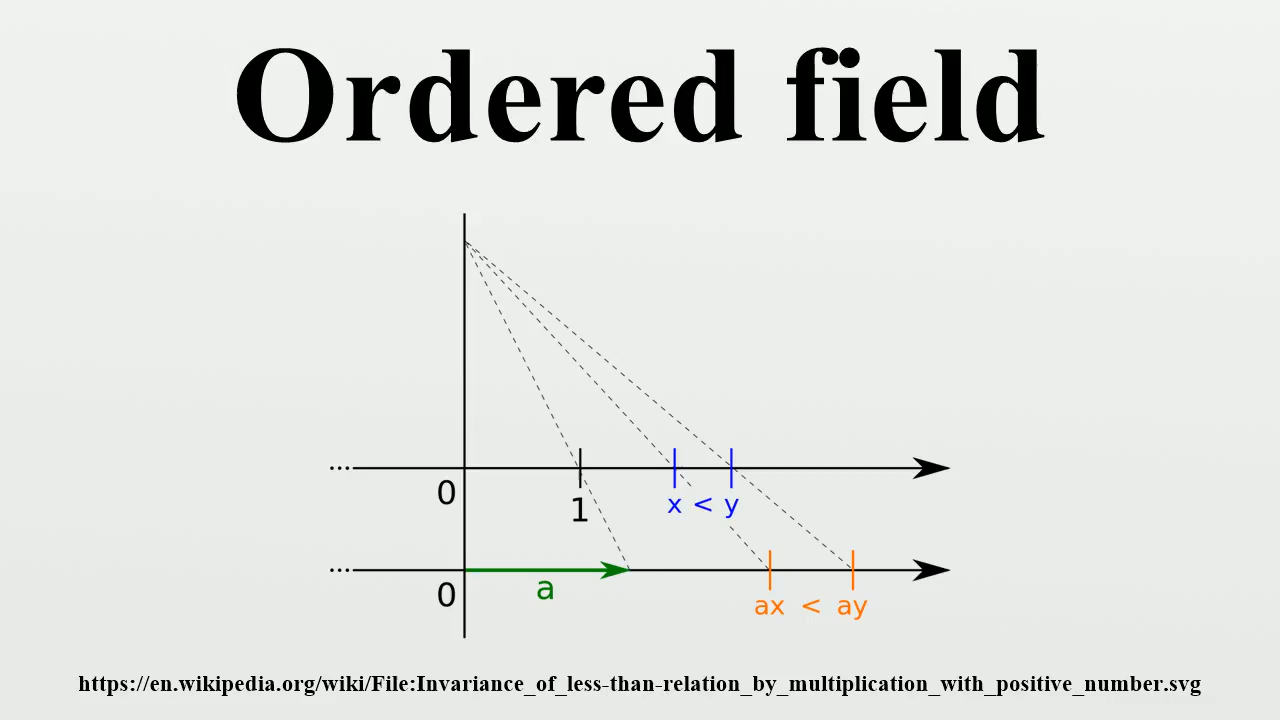 Ordered field
...
0
1
x < y
...
0
a
ax < ay
https://en.wikipedia.org/wiki/File:Invariance_of_less-than-relation_by_multiplication_with_positive_number.svg